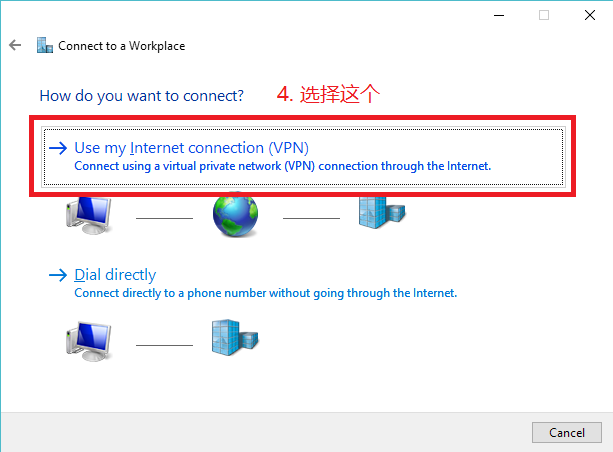 Connect to a Workplace
How do you want to connect?
4. 选择这个
Use my Internet connection (VPN)
Connect using a virtual private network (VPN) connection through the Internet.
Dial directly
Connect directly to a phone number without going through the Internet.
Cancel